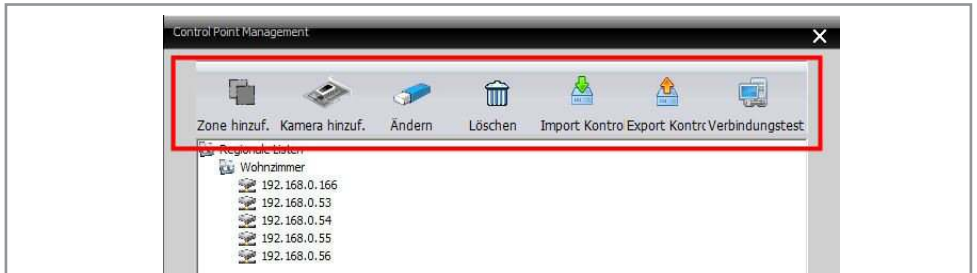 Control Point Management
Zone hinzuf. Kamera hinzuf. Ändern Löschen Import Kontro Export Kontrc Verbindungstest
Regionale Listen
Wohnzimmer
192.168.0.166
192.168.0.53
192.168.0.54
192.168.0.55
192.168.0.56